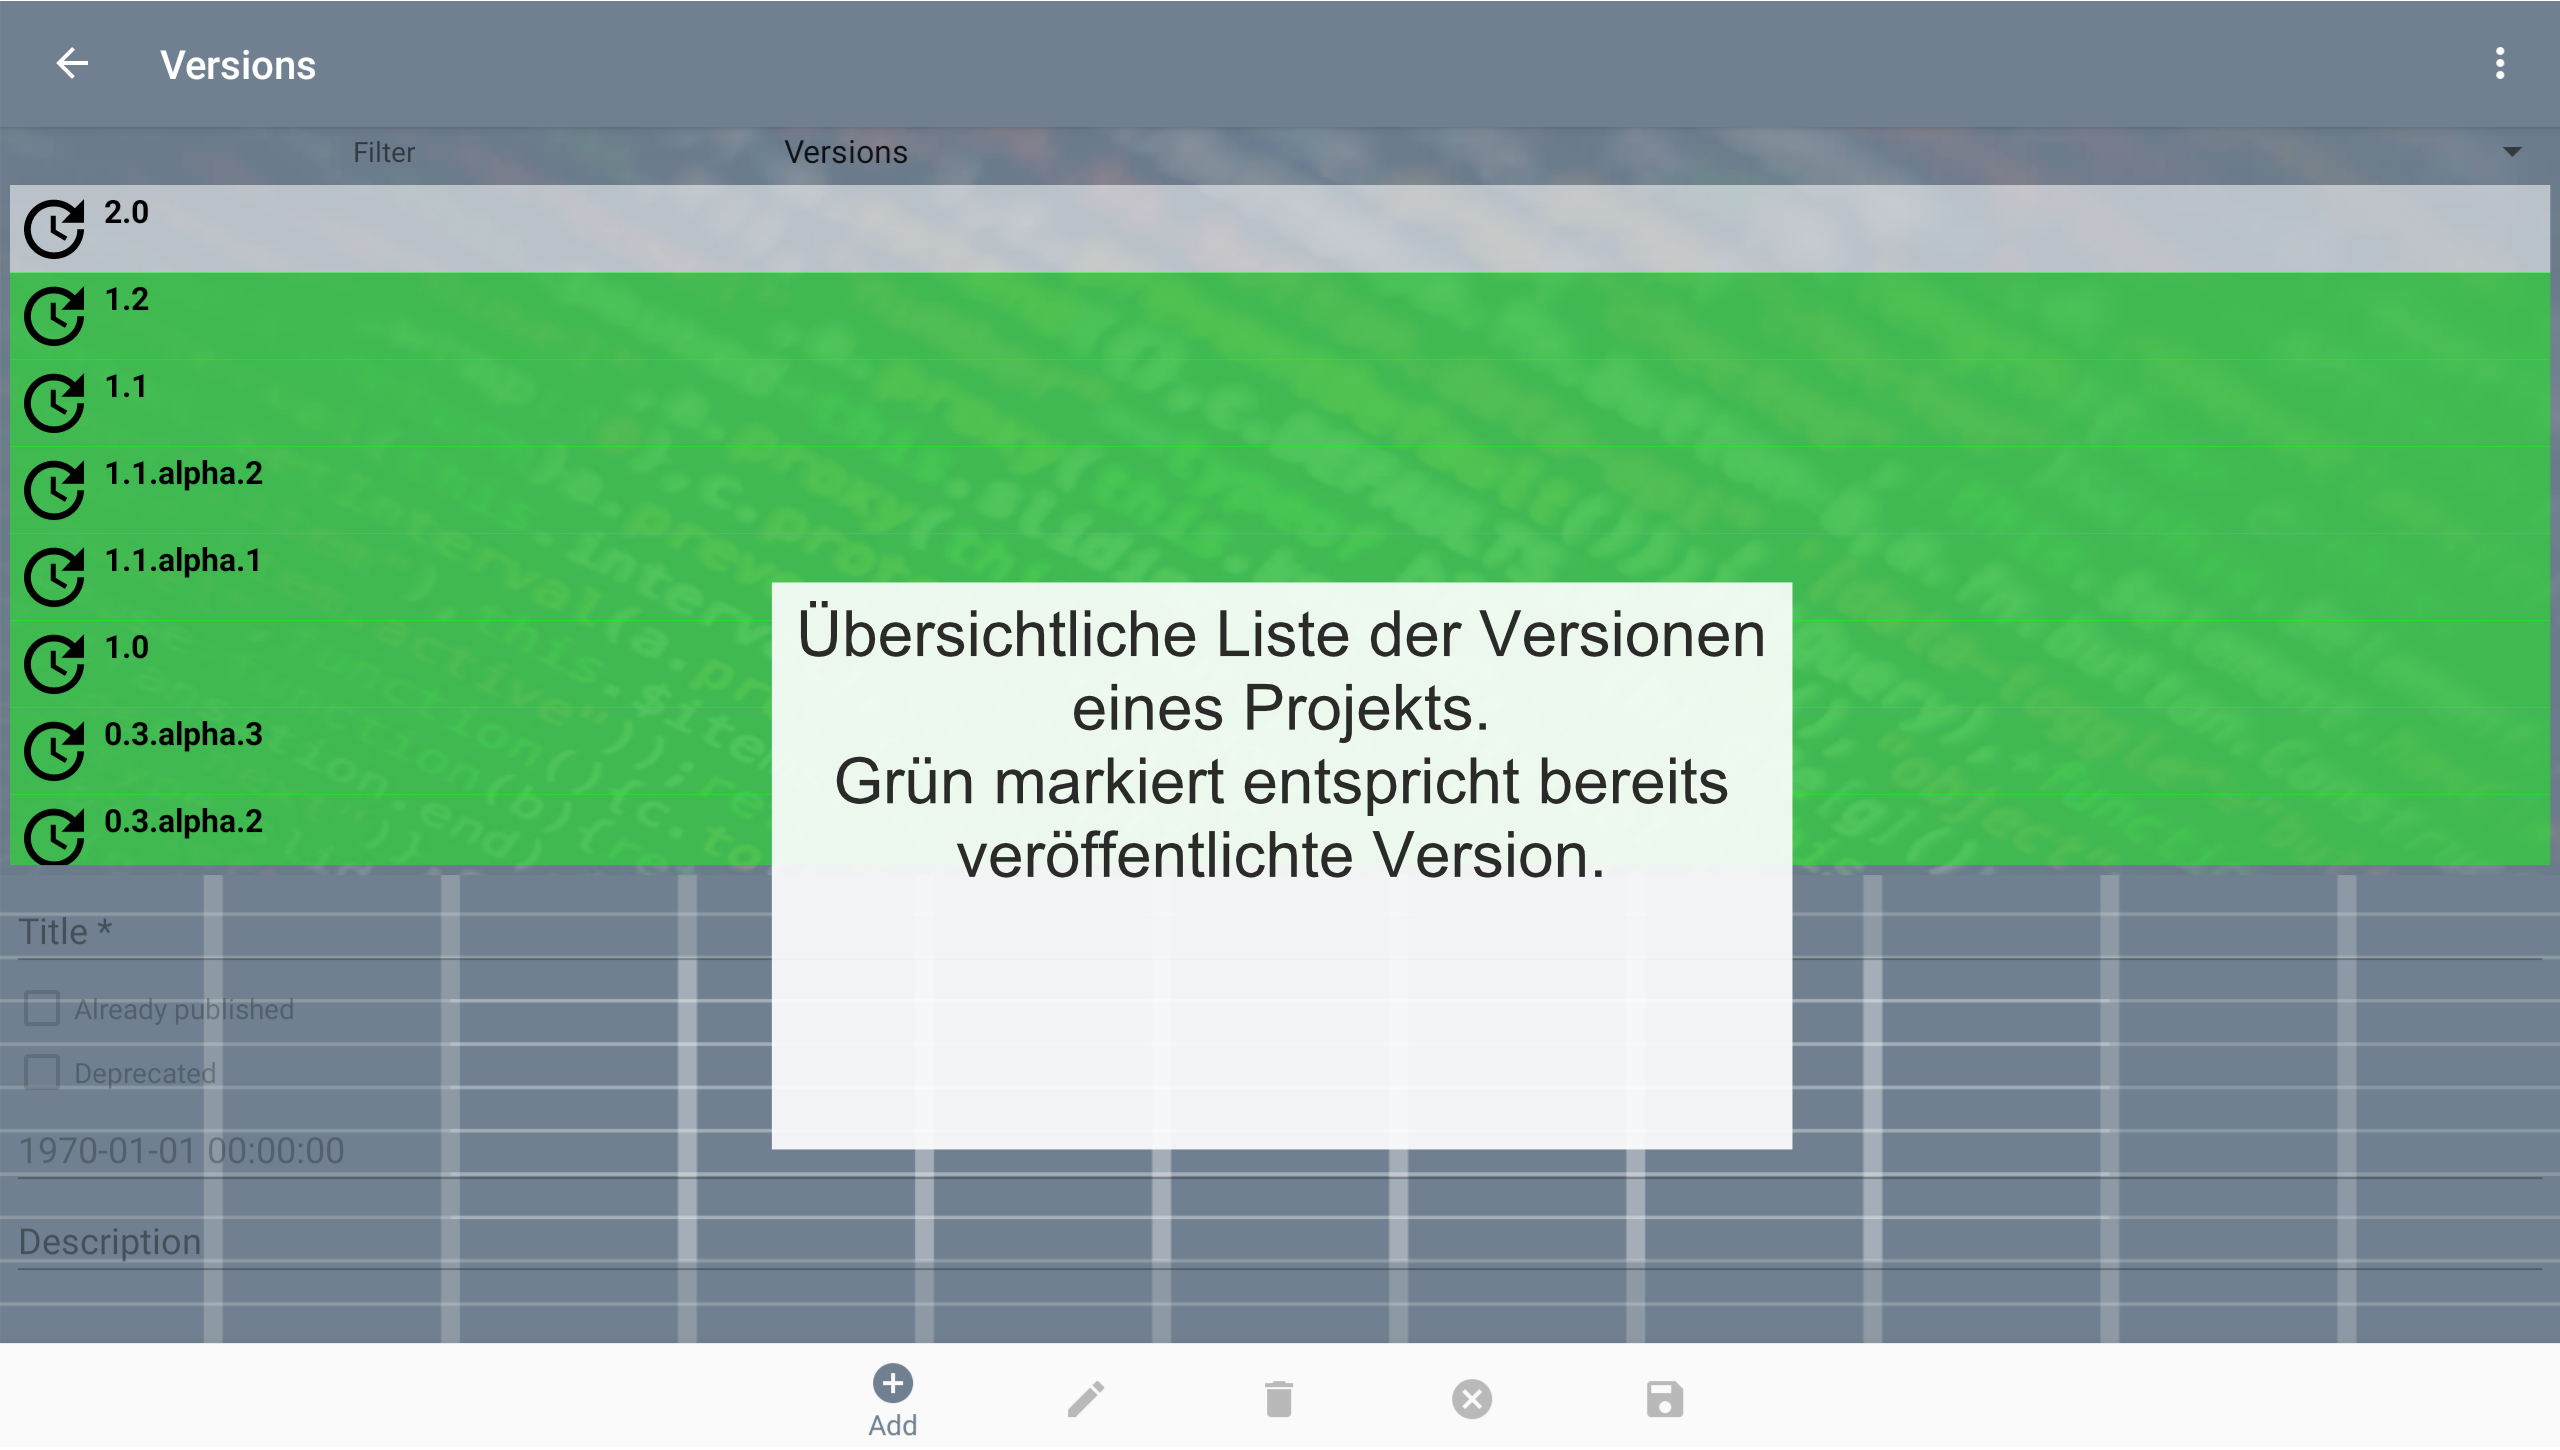 Versions
Filter
Versions
2.0
1.2
1.1
1.1.alpha.2
1.1.alpha.1
1.0
0.3.alpha.3
0.3.alpha.2
Übersichtliche Liste der Versionen
eines Projekts.
Grün markiert entspricht bereits
veröffentlichte Version.
Title *
Already published
Deprecated
1970-01-01 00:00:00
Description
Add